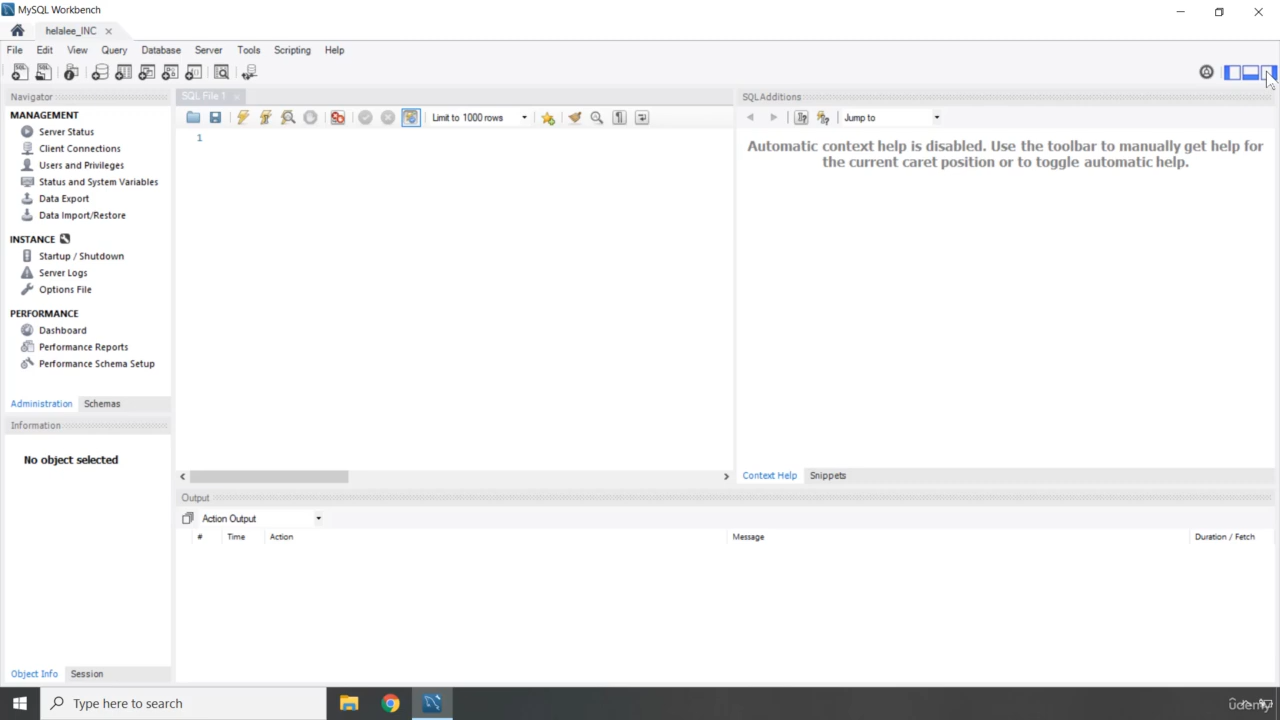 MySQL Workbench
helalee_INC
File Edit View Query Database Server Tools Scripting Help
Navigator
MANAGEMENT
Server Status
Client Connections
Users and Privileges
Status and System Variables
Data Export
Data Import/Restore
INSTANCE
Startup / Shutdown
Server Logs
Options File
PERFORMANCE
Dashboard
Performance Reports
Performance Schema Setup
Administration Schemas
Information
No object selected
Object Info Session
SQL File 1
Limit to 1000 rows
1
SQLAdditions
Jump to
Automatic context help is disabled. Use the toolbar to manually get help for
the current caret position or to toggle automatic help.
Context Help Snippets
Output
Action Output
# Time Action Message Duration / Fetch
Type here to search
udemy